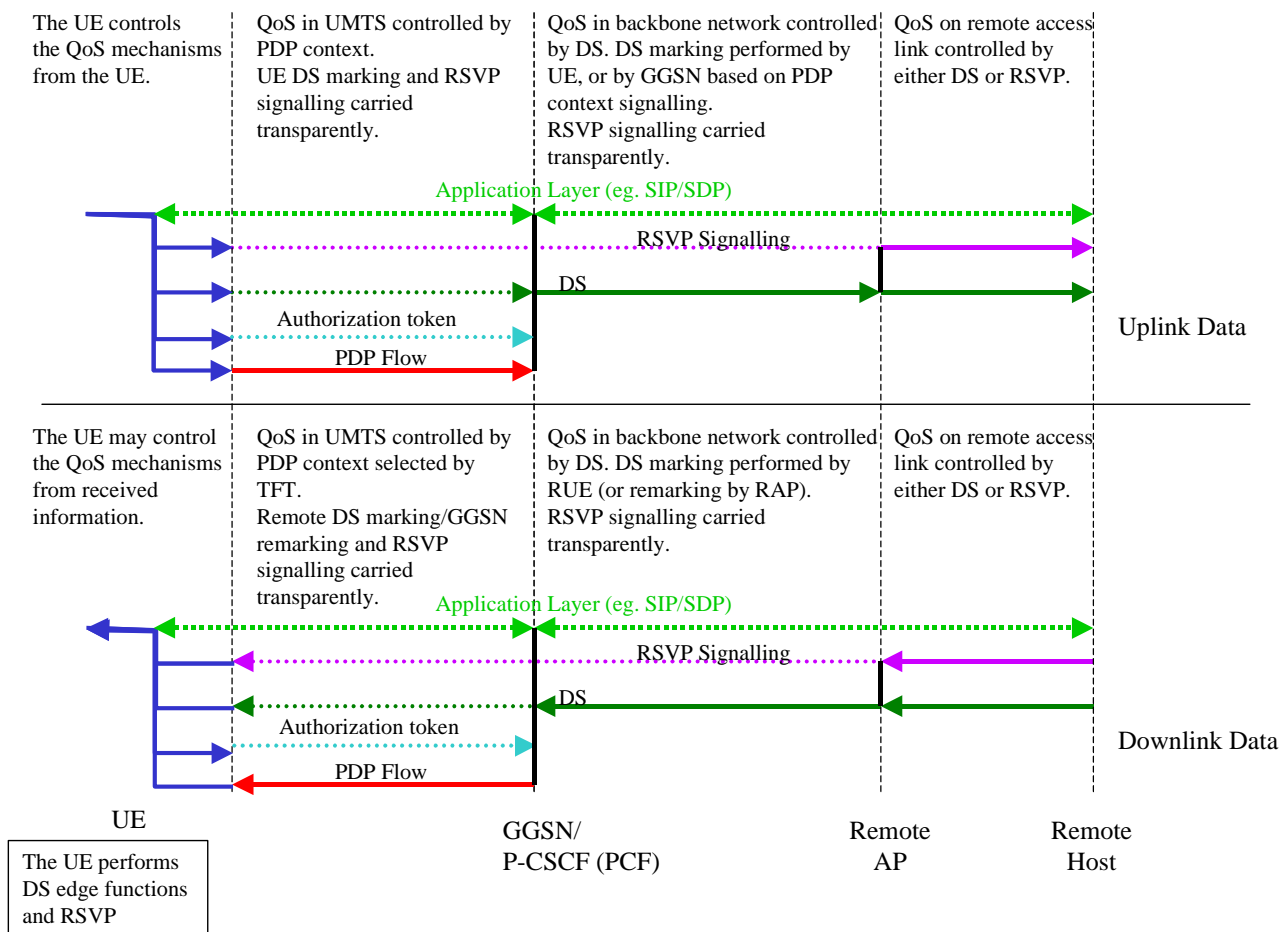 The UE controls
the QoS mechanisms
from the UE.
QoS in UMTS controlled by
PDP context.
UE DS marking and RSVP
signalling carried
transparently.
QoS in backbone network controlled
by DS. DS marking performed by
UE, or by GGSN based on PDP
context signalling.
RSVP signalling carried
transparently.
QoS on remote access
link controlled by
either DS or RSVP.
Application Layer (eg. SIP/SDP)
RSVP Signalling
DS
Authorization token
PDP Flow
Uplink Data
The UE may control
the QoS mechanisms
from received
information.
QoS in UMTS controlled by
PDP context selected by
TFT.
Remote DS marking/GGSN
remarking and RSVP
signalling carried
transparently.
QoS in backbone network controlled
by DS. DS marking performed by
RUE (or remarking by RAP).
RSVP signalling carried
transparently.
QoS on remote access
link controlled by
either DS or RSVP.
Application Layer (eg. SIP/SDP)
RSVP Signalling
DS
Authorization token
PDP Flow
Downlink Data
UE
GGSN/
P-CSCF (PCF)
Remote
AP
Remote
Host
The UE performs
DS edge functions
and RSVP